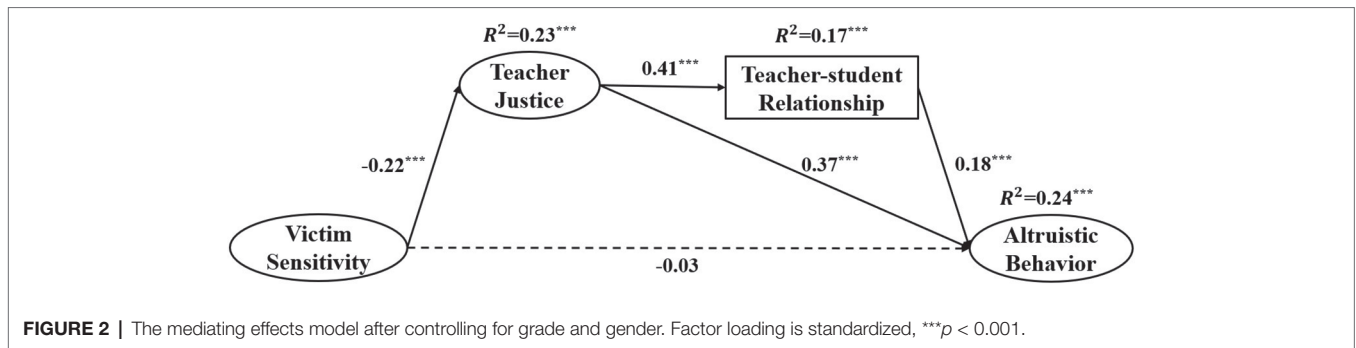 R²=0.23***
Teacher
Justice
0.41***
R²=0.17***
Teacher-student
Relationship
-0.22***
0.37***
0.18***
R²=0.24***
Victim
Sensitivity
-0.03
Altruistic
Behavior
FIGURE 2 | The mediating effects model after controlling for grade and gender. Factor loading is standardized, ***p < 0.001.